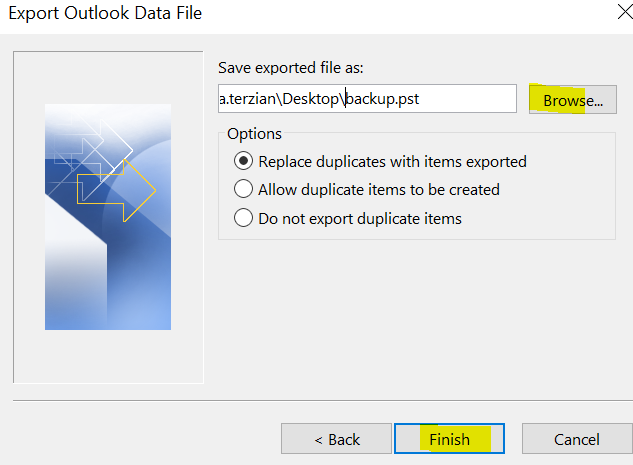 Export Outlook Data File
Save exported file as:
a.terzian\Desktop\backup.pst
Browse...
Options
Replace duplicates with items exported
Allow duplicate items to be created
Do not export duplicate items
< Back
Finish
Cancel